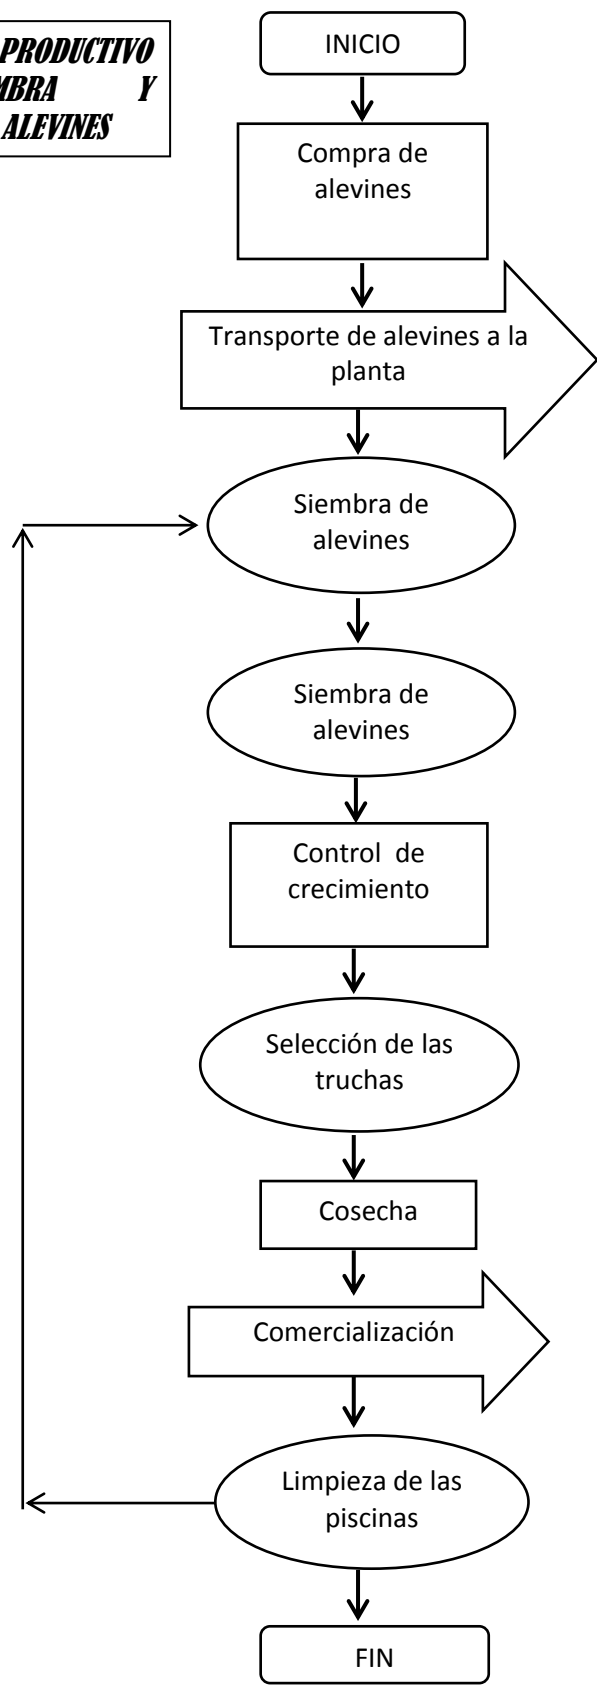 PRODUCTIVO
Y
ALEVINES
INICIO
Compra de
alevines
Transporte de alevines a la
planta
Siembra de
alevines
Siembra de
alevines
Control de
crecimiento
Selección de las
truchas
Cosecha
Comercialización
Limpieza de las
piscinas
FIN